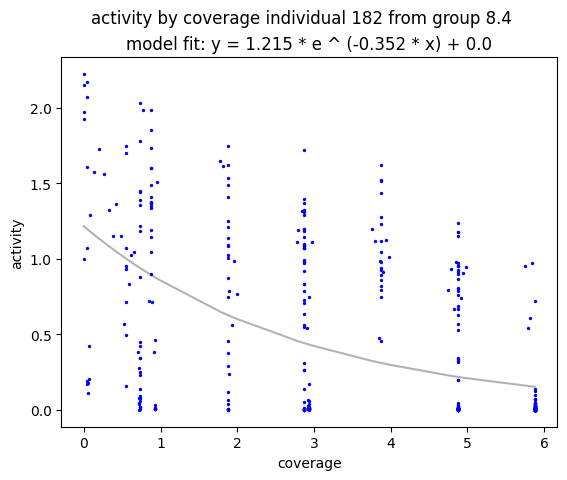 activity by coverage individual 182 from group 8.4
model fit: y = 1.215 * e ^ (-0.352 * x) + 0.0
2.0
1.5
1.0
0.5
0.0
activity
0 1 2 3 4 5 6
coverage